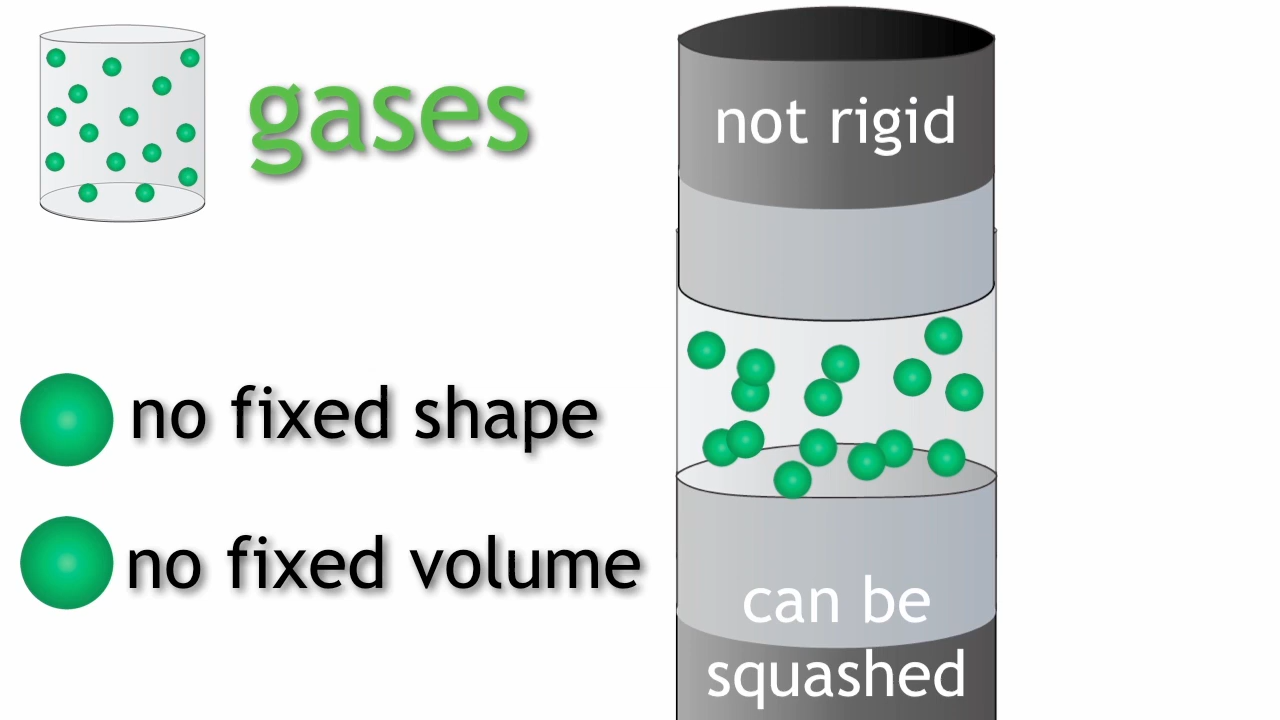 gases
no fixed shape
no fixed volume
not rigid
can be
squashed